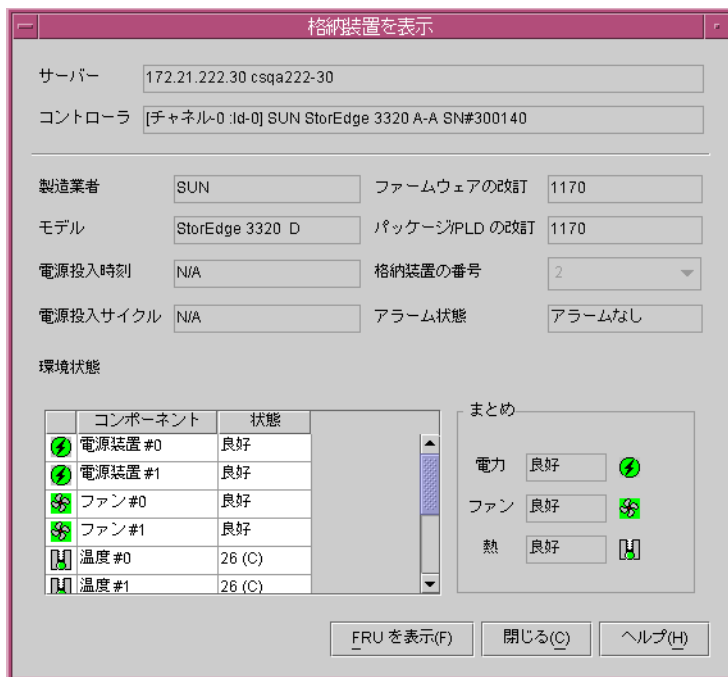 格納装置を表示
サーバー 172.21.222.30 csqa222-30
コントローラ [チャネル-0 :Id-0] SUN StorEdge 3320 A-A SN#300140
製造業者 SUN ファームウェアの改訂 1170
モデル StorEdge 3320 D パッケージ/PLD の改訂 1170
電源投入時刻 N/A 格納装置の番号 2
電源投入サイクル N/A アラーム状態 アラームなし
環境状態
コンポーネント 状態
電源装置 #0 良好
電源装置 #1 良好
ファン #0 良好
ファン #1 良好
温度 #0 26 (C)
温度 #1 26 (C)
まとめ
電力 良好
ファン 良好
熱 良好
FRU を表示(F) 閉じる(C) ヘルプ(H)